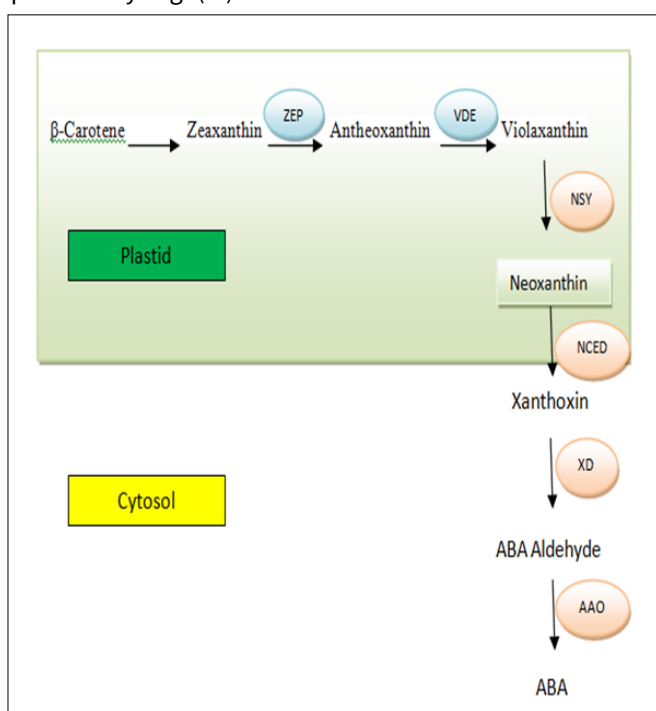 ZEP
VDE
β-Carotene Zeaxanthin Antheoxanthin Violaxanthin
NSY
Plastid
Neoxanthin
NCED
Xanthoxin
XD
Cytosol
ABA Aldehyde
AAO
ABA